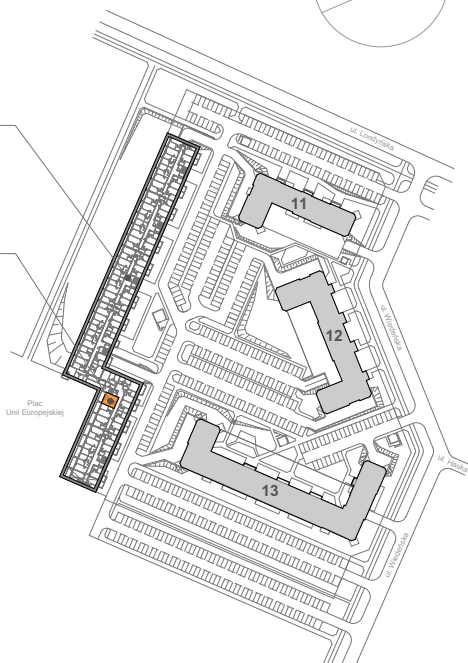 ul. Londyńska
11
ul. Wiedeńska
12
Plac
Unii Europejskiej
ul. Haska
13
ul. Wiedeńska